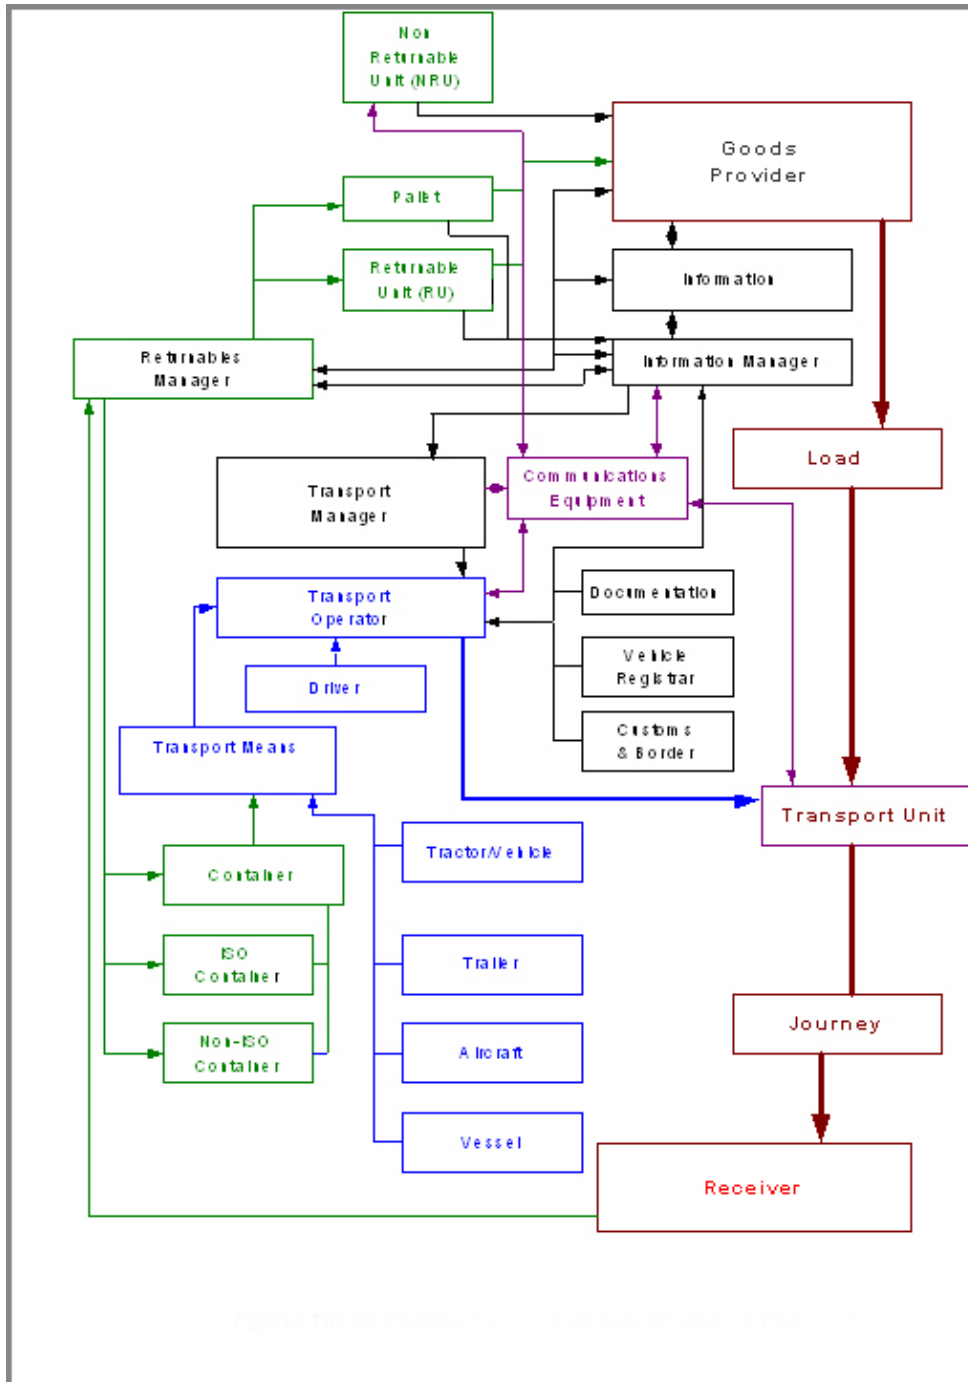 Non
Returnable
Unit (NRU)
Goods
Provider
Pallet
Returnable
Unit (RU)
Information
Returnables
Manager
Information Manager
Load
Communications
Equipment
Transport
Manager
Transport
Operator
Documentation
Driver
Vehicle
Registrar
Customs
& Border
Transport Means
Transport Unit
Tractor/Vehicle
Container
ISO
Container
Trailer
Journey
Non-ISO
Container
Aircraft
Vessel
Receiver